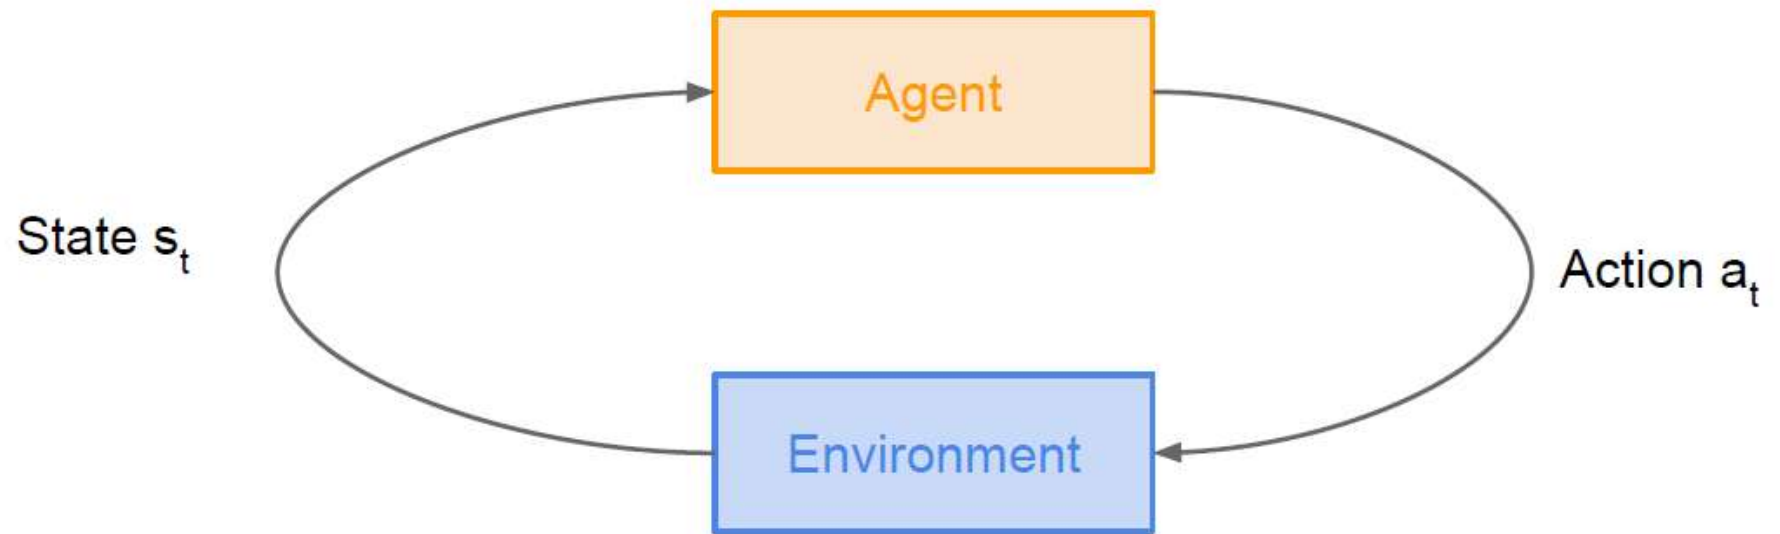 Agent
State sₜ
Action aₜ
Environment